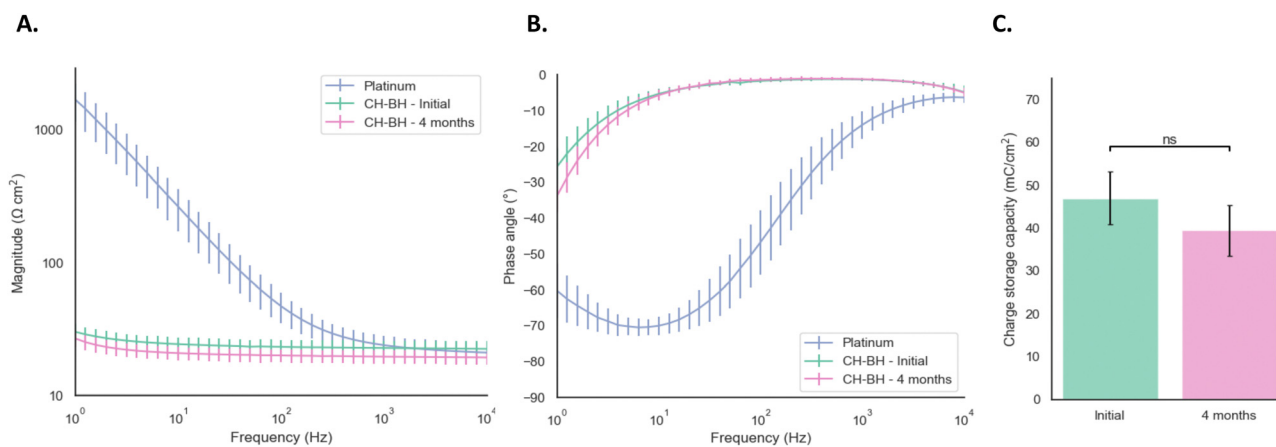 A.
Magnitude (Ω cm²)
1000
100
10
Platinum
CH-BH - Initial
CH-BH - 4 months
10⁰
10¹
10²
10³
10⁴
Frequency (Hz)
B.
Phase angle (°)
0
−10
−20
−30
−40
−50
−60
−70
−80
−90
Platinum
CH-BH - Initial
CH-BH - 4 months
10⁰
10¹
10²
10³
10⁴
Frequency (Hz)
C.
Charge storage capacity (mC/cm²)
70
60
50
40
30
20
10
0
ns
Initial
4 months